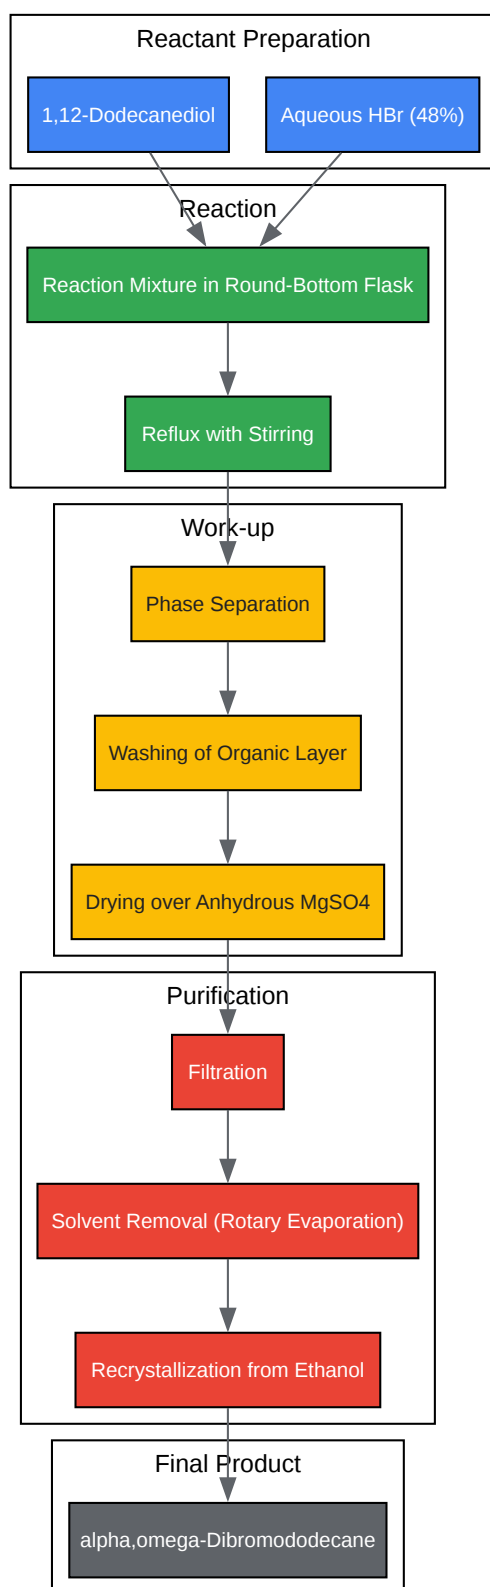 Reactant Preparation
1,12-Dodecanediol
Aqueous HBr (48%)
Reaction
Reaction Mixture in Round-Bottom Flask
Reflux with Stirring
Work-up
Phase Separation
Washing of Organic Layer
Drying over Anhydrous MgSO4
Purification
Filtration
Solvent Removal (Rotary Evaporation)
Recrystallization from Ethanol
Final Product
alpha,omega-Dibromododecane